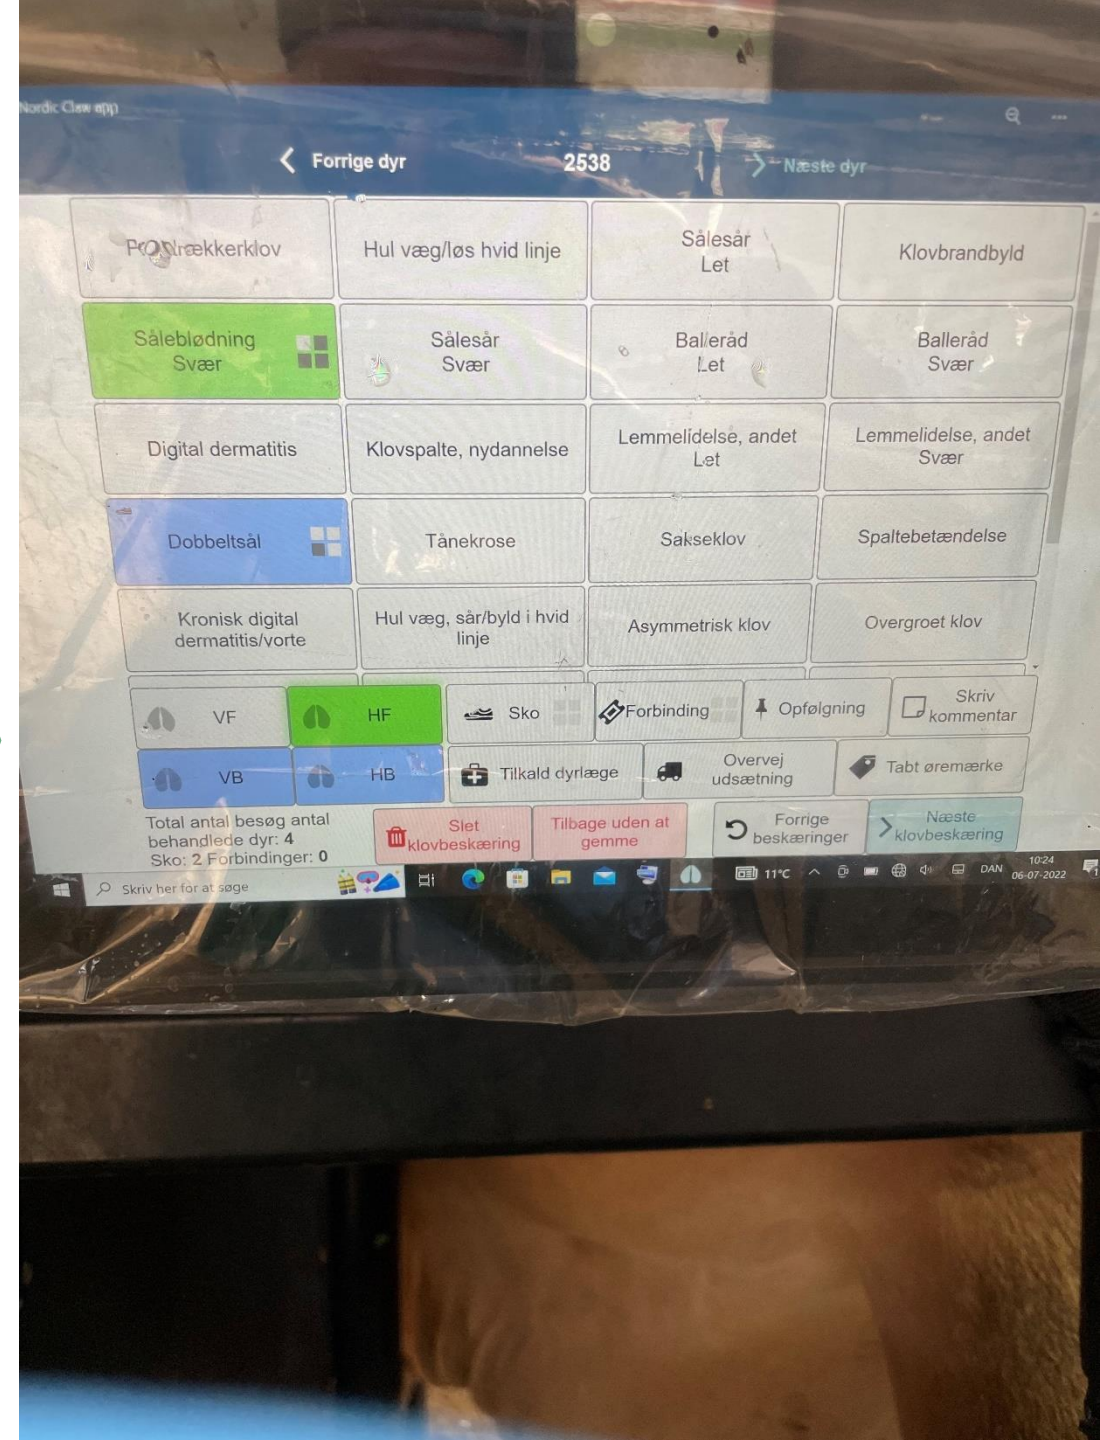 Nordic Claw app
Forrige dyr
2538
Næste dyr
Hul væg/løs hvid linje
Sålesår
Let
Klovbrandbyld
Såleblødning
Svær
Sålesår
Svær
Balleråd
Let
Balleråd
Svær
Digital dermatitis
Klovspalte, nydannelse
Lemmelidelse, andet
Let
Lemmelidelse, andet
Svær
Dobbeltsål
Tånekrose
Sakseklov
Spaltebetændelse
Kronisk digital
dermatitis/vorte
Hul væg, sår/byld i hvid
linje
Asymmetrisk klov
Overgroet klov
VF
HF
Sko
Forbinding
Opfølgning
Skriv
kommentar
VB
HB
Tilkald dyrlæge
Overvej
udsætning
Tabt øremærke
Total antal besøg antal
behandlede dyr: 4
Sko: 2 Forbindinger: 0
Slet
klovbeskæring
Tilbage uden at
gemme
Forrige
beskæringer
Næste
klovbeskæring
Skriv her for at søge
11°C
DAN
10:24
06-07-2022